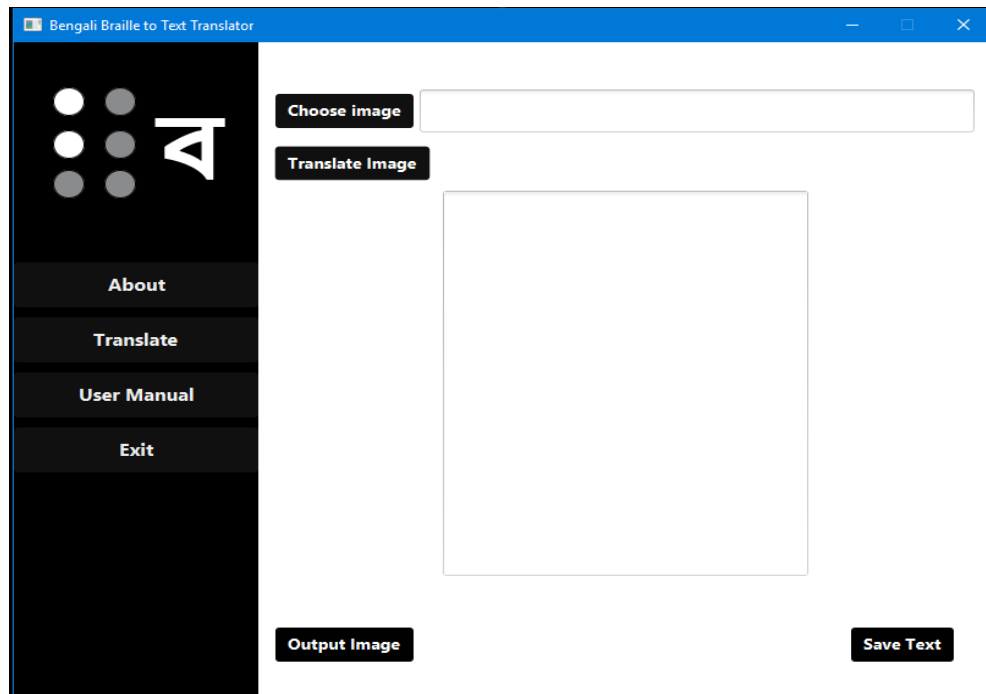 Bengali Braille to Text Translator
ব
Choose image
Translate Image
About
Translate
User Manual
Exit
Output Image
Save Text